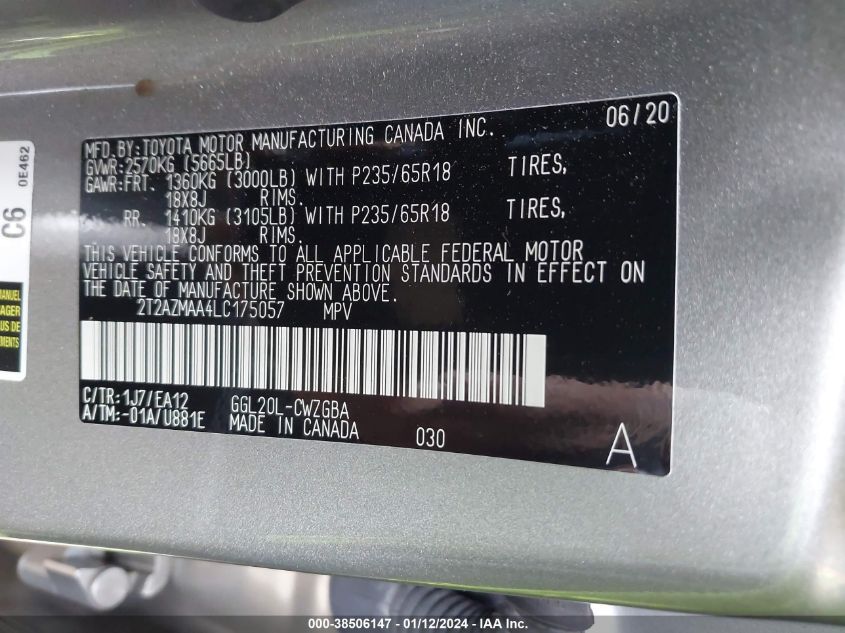 06/20
MFD.BY:TOYOTA MOTOR MANUFACTURING CANADA INC.
GVWR:2570KG (5665LB)
GAWR:FRT. 1360KG (3000LB) WITH P235/65R18 TIRES,
18X8J RIMS.
RR. 1410KG (3105LB) WITH P235/65R18 TIRES,
18X8J RIMS.
THIS VEHICLE CONFORMS TO ALL APPLICABLE FEDERAL MOTOR
VEHICLE SAFETY AND THEFT PREVENTION STANDARDS IN EFFECT ON
THE DATE OF MANUFACTURE SHOWN ABOVE.
2T2AZMAA4LC175057 MPV
C/TR:1J7/EA12 GGL20L-CWZGBA
A/TM:-01A/U881E MADE IN CANADA 030
A
C6
0E462
MANUEL
US DE
000-38506147 - 01/12/2024 - IAA Inc.